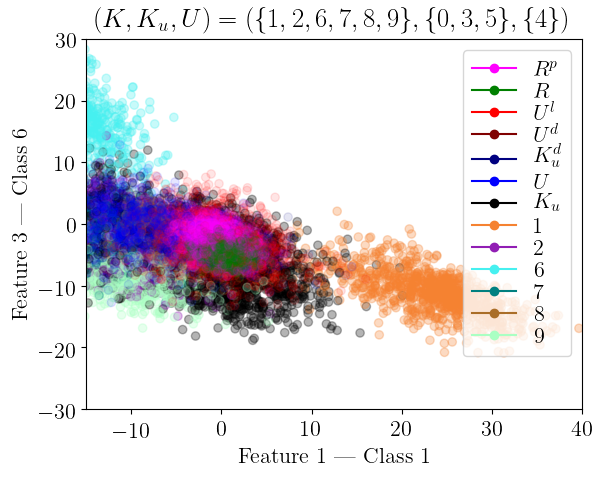 (K, K_u, U) = ({1, 2, 6, 7, 8, 9}, {0, 3, 5}, {4})
30
20
10
0
−10
−20
−30
Feature 3 — Class 6
−10
0
10
20
30
40
Feature 1 — Class 1
R^p
R
U^l
U^d
K_u^d
U
K_u
1
2
6
7
8
9